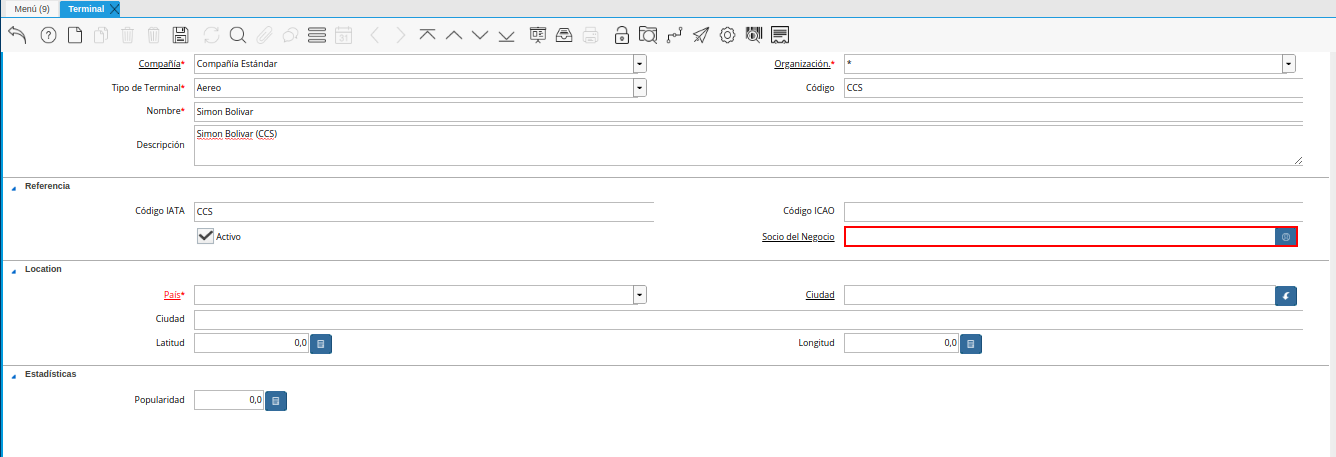 Menú (9) Terminal
31
Compañía* Compañía Estándar Organización.* *
Tipo de Terminal* Aereo Código CCS
Nombre* Simon Bolivar
Descripción Simon Bolivar (CCS)
Referencia
Código IATA CCS Código ICAO
Activo Socio del Negocio
Location
País* Ciudad
Ciudad
Latitud 0,0 Longitud 0,0
Estadísticas
Popularidad 0,0